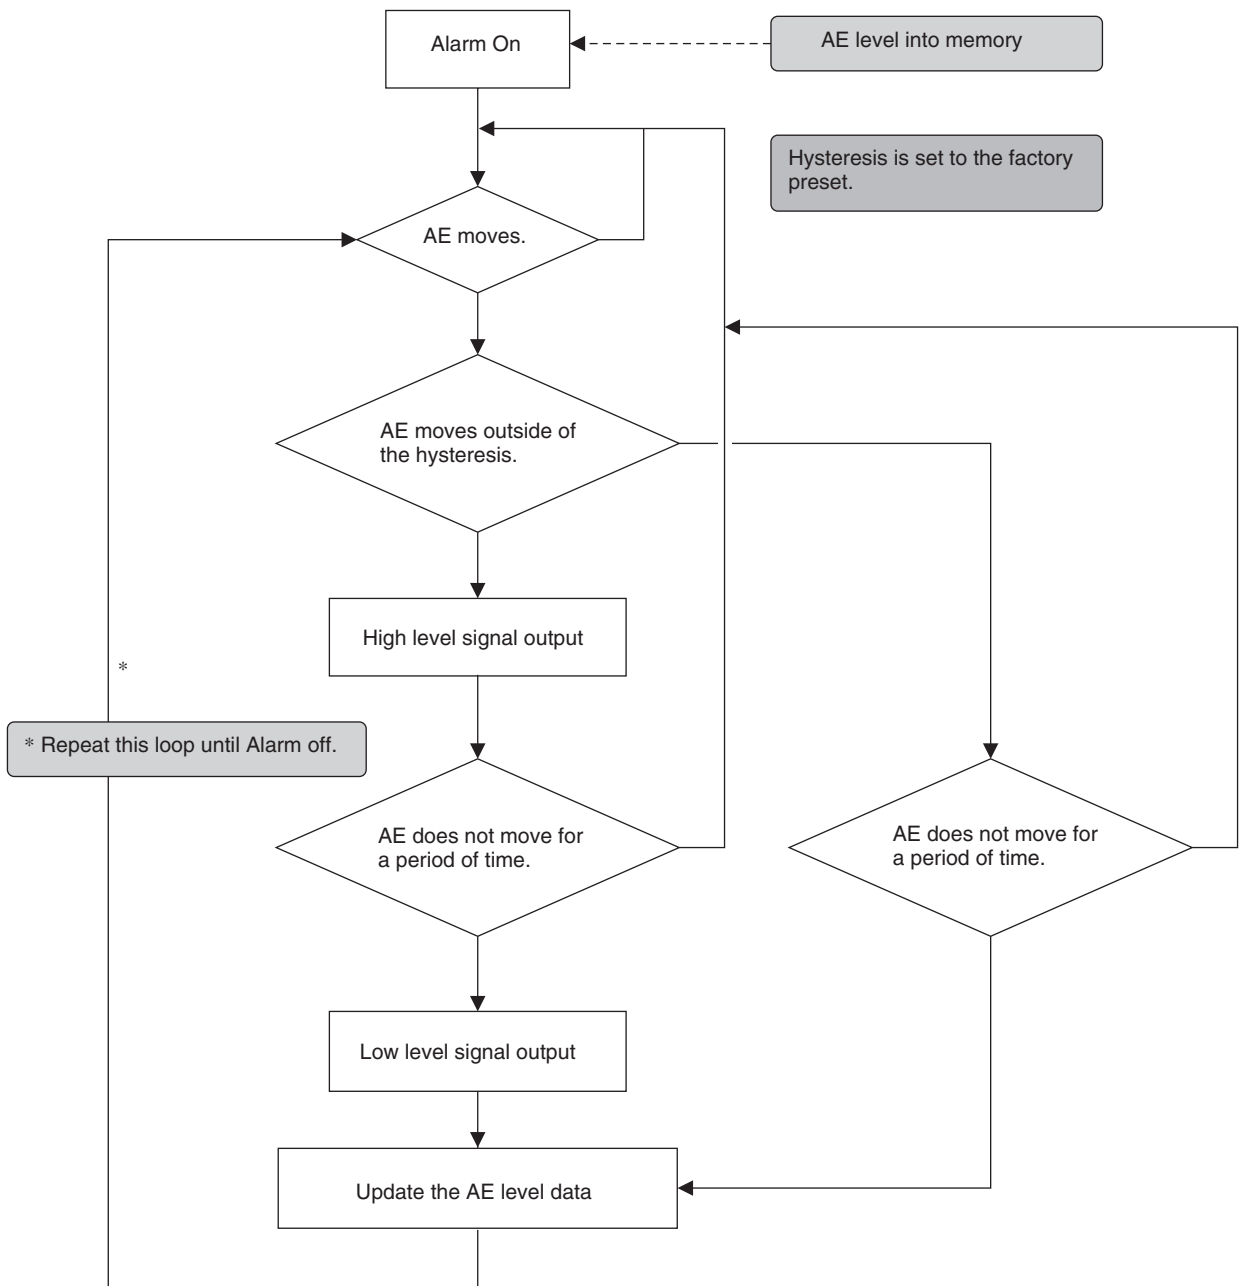 Alarm On
AE level into memory
Hysteresis is set to the factory
preset.
AE moves.
AE moves outside of
the hysteresis.
High level signal output
*
* Repeat this loop until Alarm off.
AE does not move for
a period of time.
AE does not move for
a period of time.
Low level signal output
Update the AE level data